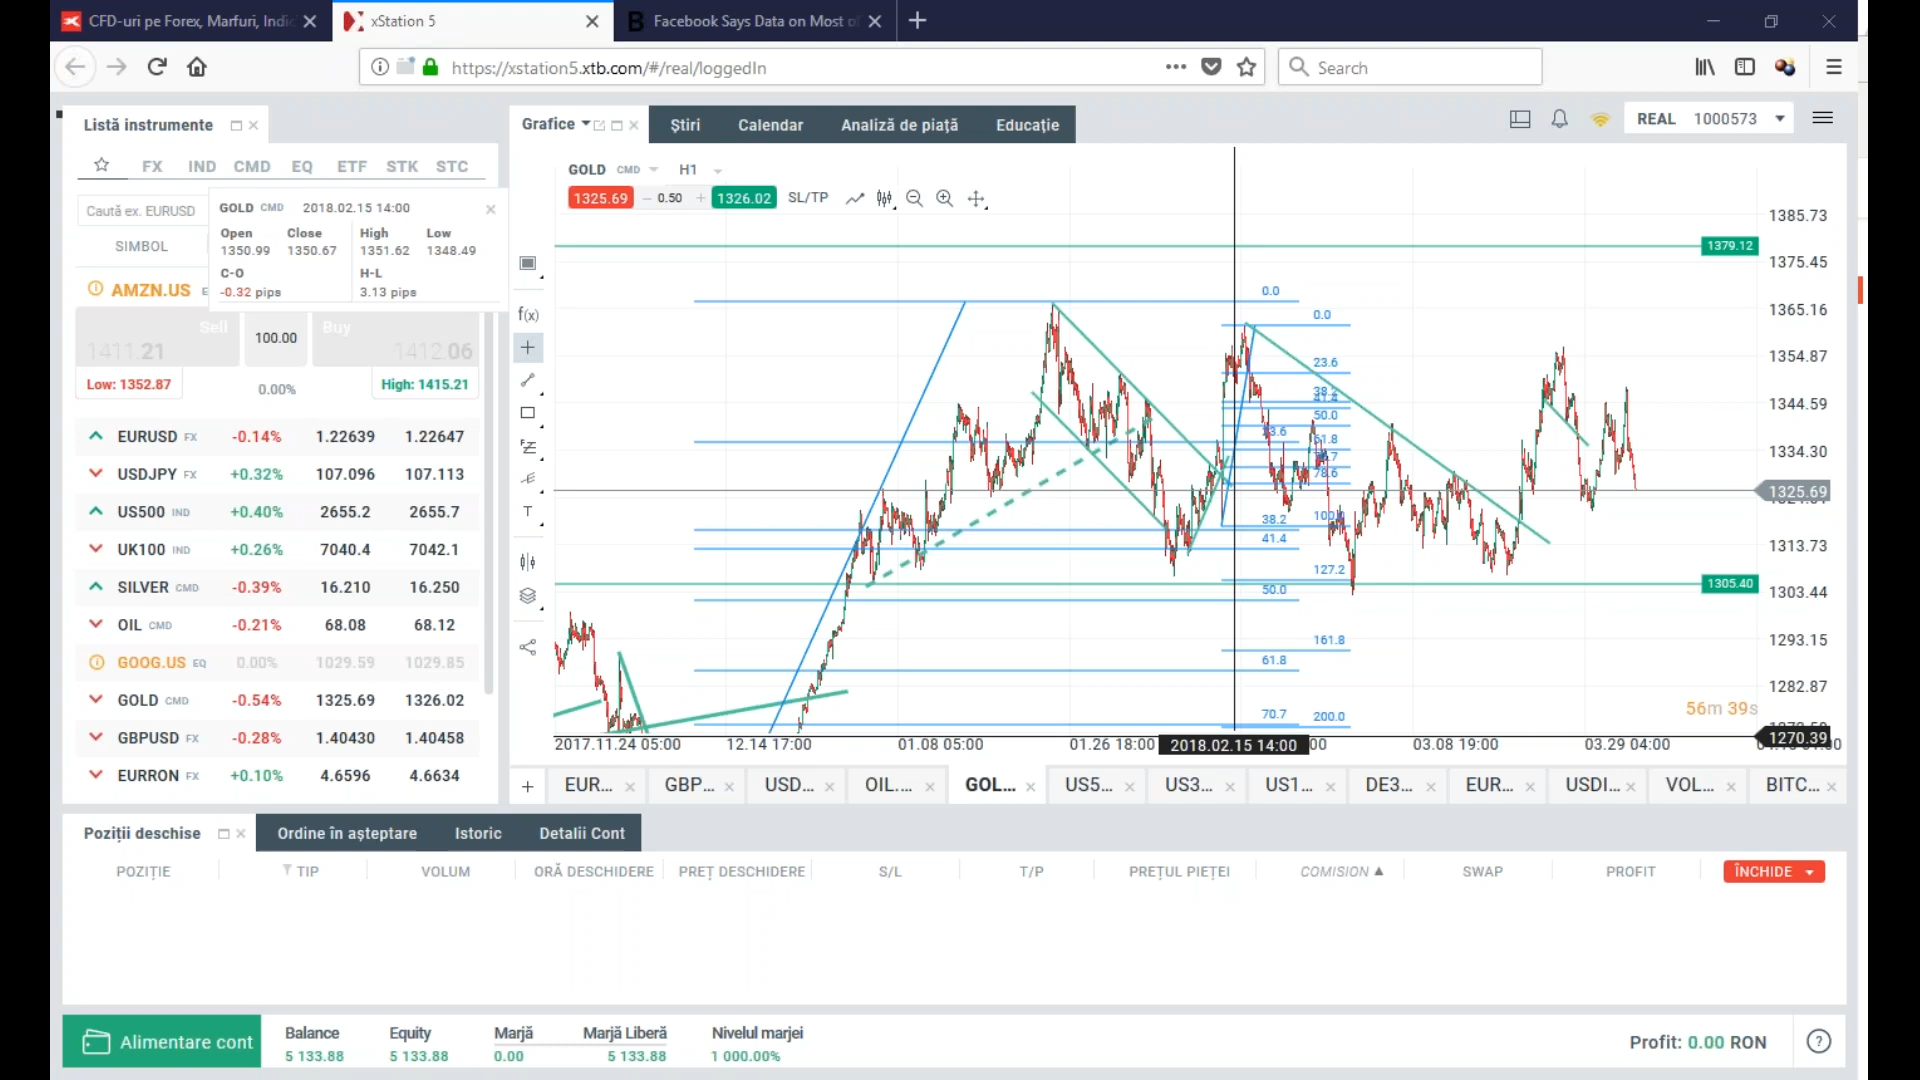 CFD-uri pe Forex, Marfuri, Indic
xStation 5
Facebook Says Data on Most of
https://xstation5.xtb.com/#/real/loggedIn
Search
Listă instrumente
Grafice
Știri
Calendar
Analiză de piață
Educație
REAL 1000573
FX IND CMD EQ ETF STK STC
Caută ex. EURUSD
SIMBOL
GOLD CMD 2018.02.15 14:00
Open Close High Low
1350.99 1350.67 1351.62 1348.49
C-O H-L
-0.32 pips 3.13 pips
AMZN.US
Sell 100.00 Buy
1411.21 1412.06
Low: 1352.87 0.00% High: 1415.21
EURUSD FX -0.14% 1.22639 1.22647
USDJPY FX +0.32% 107.096 107.113
US500 IND +0.40% 2655.2 2655.7
UK100 IND +0.26% 7040.4 7042.1
SILVER CMD -0.39% 16.210 16.250
OIL CMD -0.21% 68.08 68.12
GOOG.US EQ 0.00% 1029.59 1029.85
GOLD CMD -0.54% 1325.69 1326.02
GBPUSD FX -0.28% 1.40430 1.40458
EURRON FX +0.10% 4.6596 4.6634
GOLD CMD H1
1325.69 − 0.50 + 1326.02 SL/TP
f(x)
T
0.0
38.2
41.4
50.0
61.8
70.7
0.0
23.6
38.2
41.4
50.0
61.8
78.6
127.2
161.8
200.0
1385.73
1379.12
1375.45
1365.16
1354.87
1344.59
1334.30
1325.69
1313.73
1305.40
1303.44
1293.15
1282.87
1270.39
56m 39s
2017.11.24 05:00 12.14 17:00 01.08 05:00 01.26 18:00 2018.02.15 14:00 03.08 19:00 03.29 04:00
EUR... GBP... USD... OIL.... GOL... US5... US3... US1... DE3... EUR... USDI... VOL... BITC...
Poziții deschise
Ordine în așteptare
Istoric
Detalii Cont
POZIȚIE TIP VOLUM ORĂ DESCHIDERE PREȚ DESCHIDERE S/L T/P PREȚUL PIEȚEI COMISION SWAP PROFIT ÎNCHIDE
Alimentare cont
Balance Equity Marjă Marjă Liberă Nivelul marjei
5 133.88 5 133.88 0.00 5 133.88 1 000.00%
Profit: 0.00 RON
?